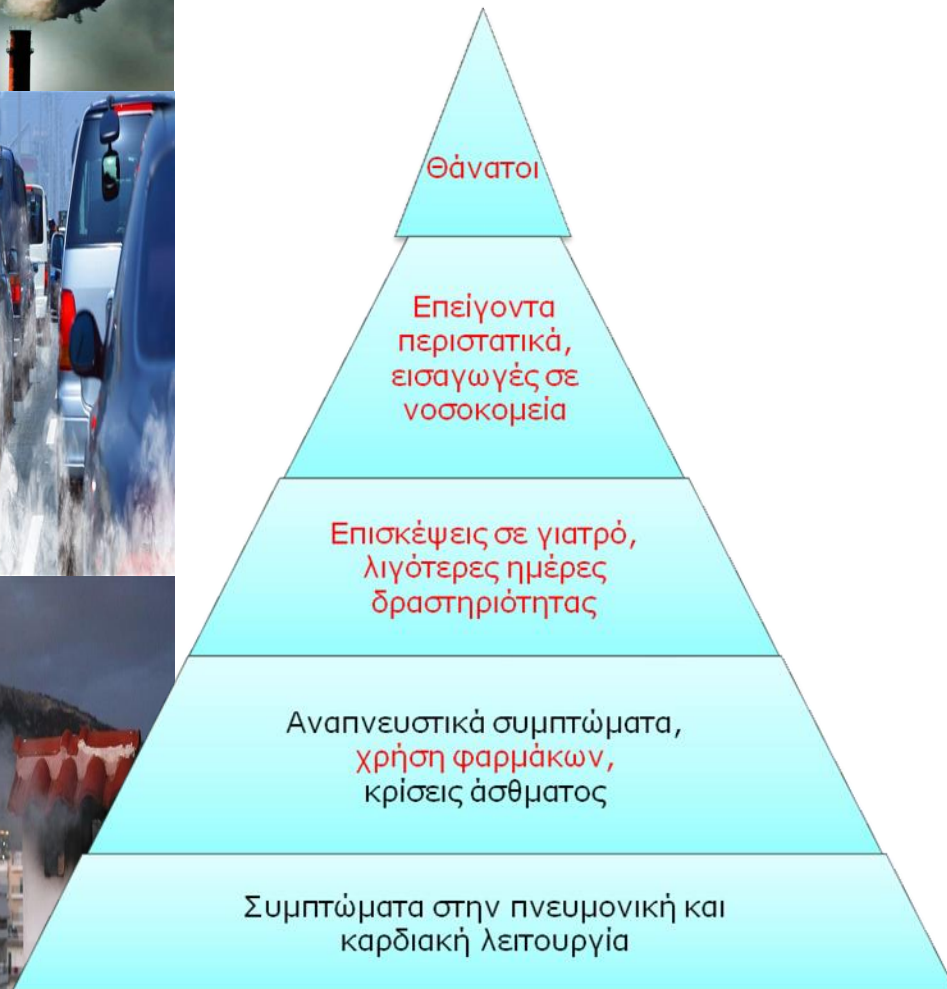 Θάνατοι
Επείγοντα
περιστατικά,
εισαγωγές σε
νοσοκομεία
Επισκέψεις σε γιατρό,
λιγότερες ημέρες
δραστηριότητας
Αναπνευστικά συμπτώματα,
χρήση φαρμάκων,
κρίσεις άσθματος
Συμπτώματα στην πνευμονική και
καρδιακή λειτουργία